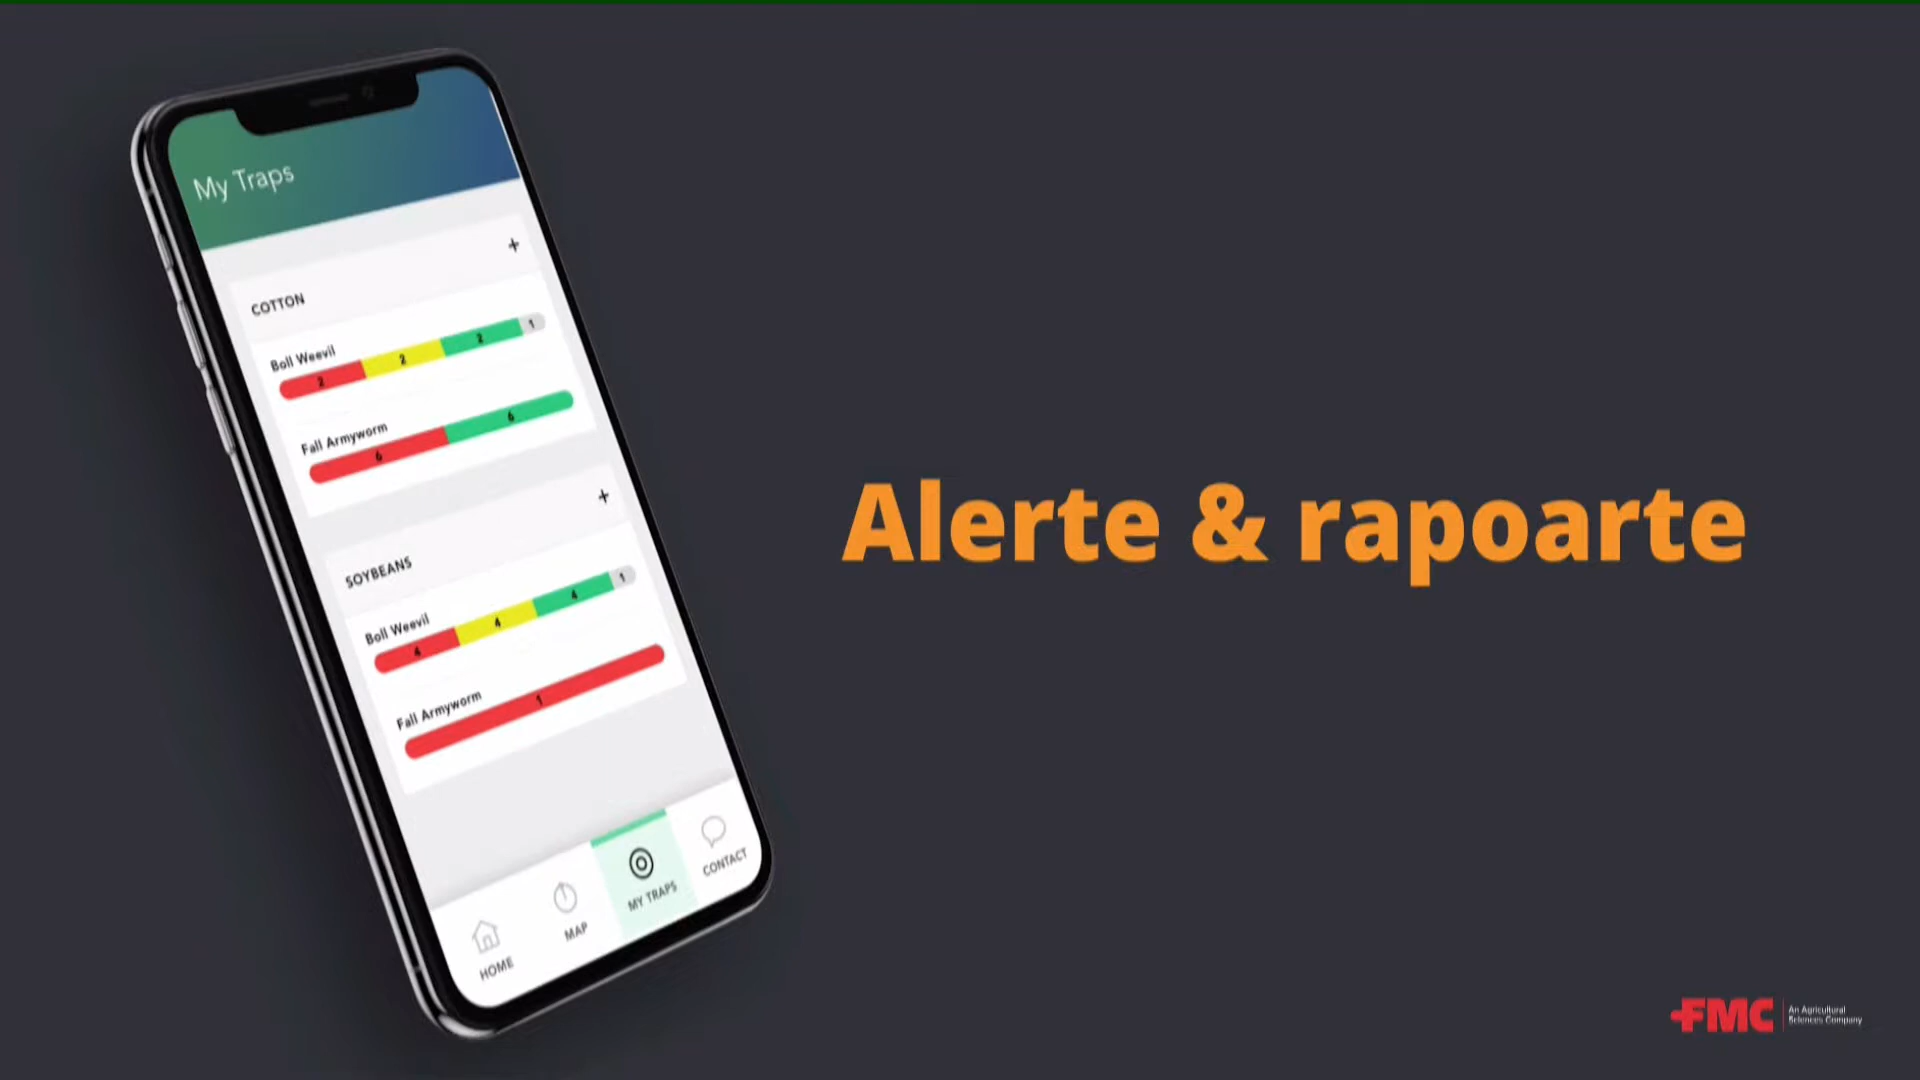 My Traps
+
COTTON
Boll Weevil
2 2 2 1
Fall Armyworm
6 6
+
SOYBEANS
Boll Weevil
4 4 4 1
Fall Armyworm
1
HOME
MAP
MY TRAPS
CONTACT
Alerte & rapoarte
FMC
An Agricultural
Sciences Company